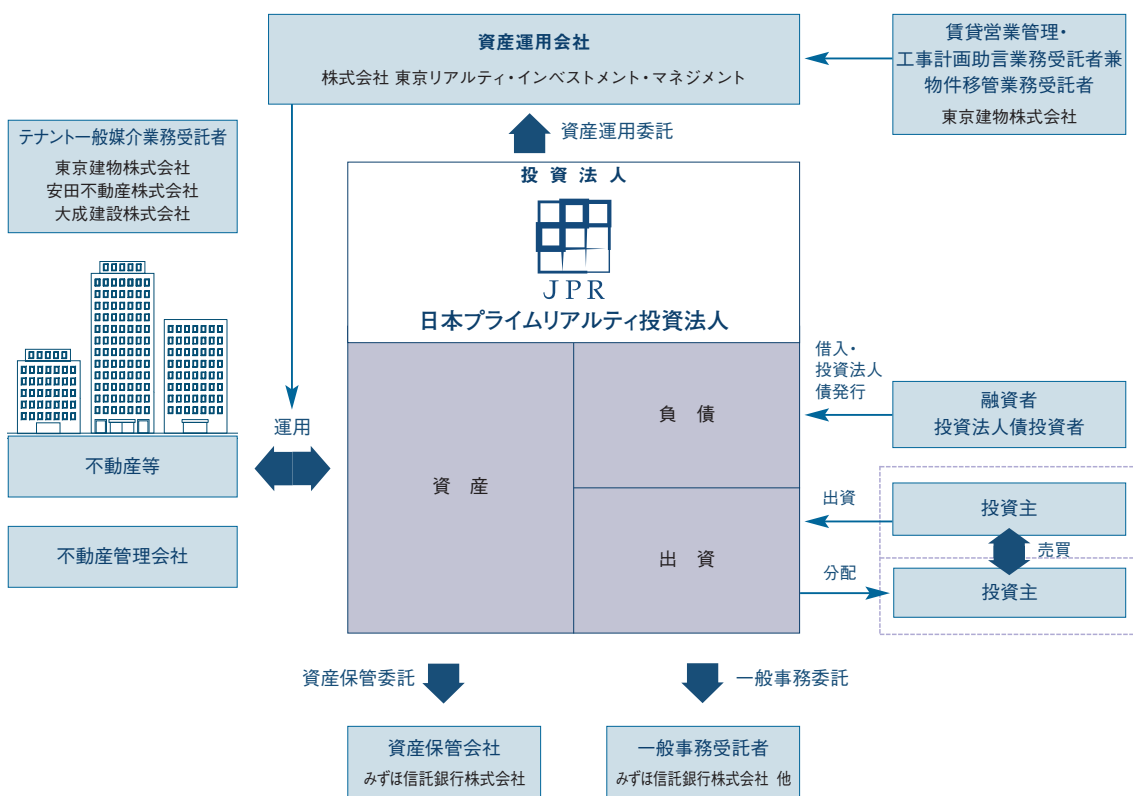 資産運用会社
株式会社 東京リアルティ・インベストメント・マネジメント
賃貸営業管理・
工事計画助言業務受託者兼
物件移管業務受託者
東京建物株式会社
資産運用委託
テナント一般媒介業務受託者
東京建物株式会社
安田不動産株式会社
大成建設株式会社
投資法人
JPR
日本プライムリアルティ投資法人
借入・
投資法人
債発行
融資者
投資法人債投資者
運用
不動産等
不動産管理会社
資産
負債
出資
出資
投資主
売買
分配
投資主
資産保管委託
一般事務委託
資産保管会社
みずほ信託銀行株式会社
一般事務受託者
みずほ信託銀行株式会社 他